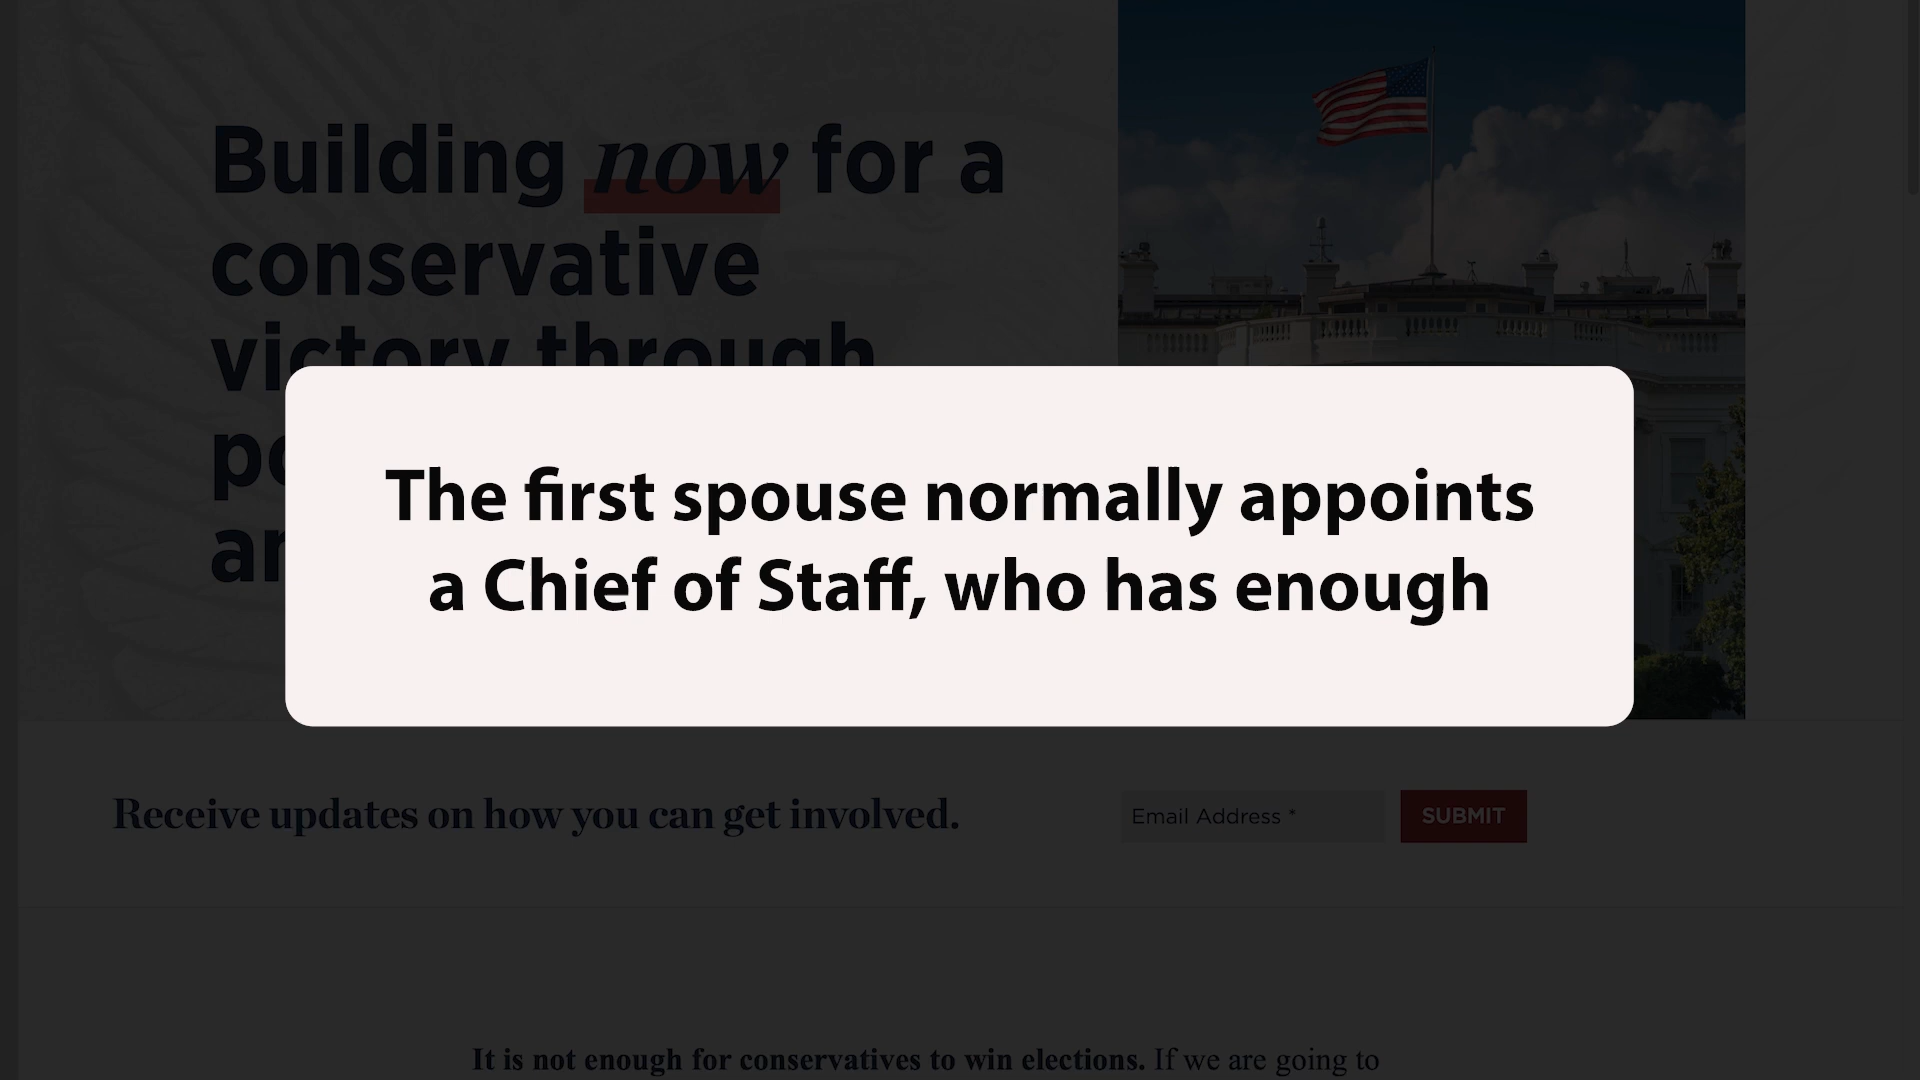 Building now for a
conservative
victory through
The first spouse normally appoints
a Chief of Staff, who has enough
Receive updates on how you can get involved.
Email Address *
SUBMIT
It is not enough for conservatives to win elections. If we are going to